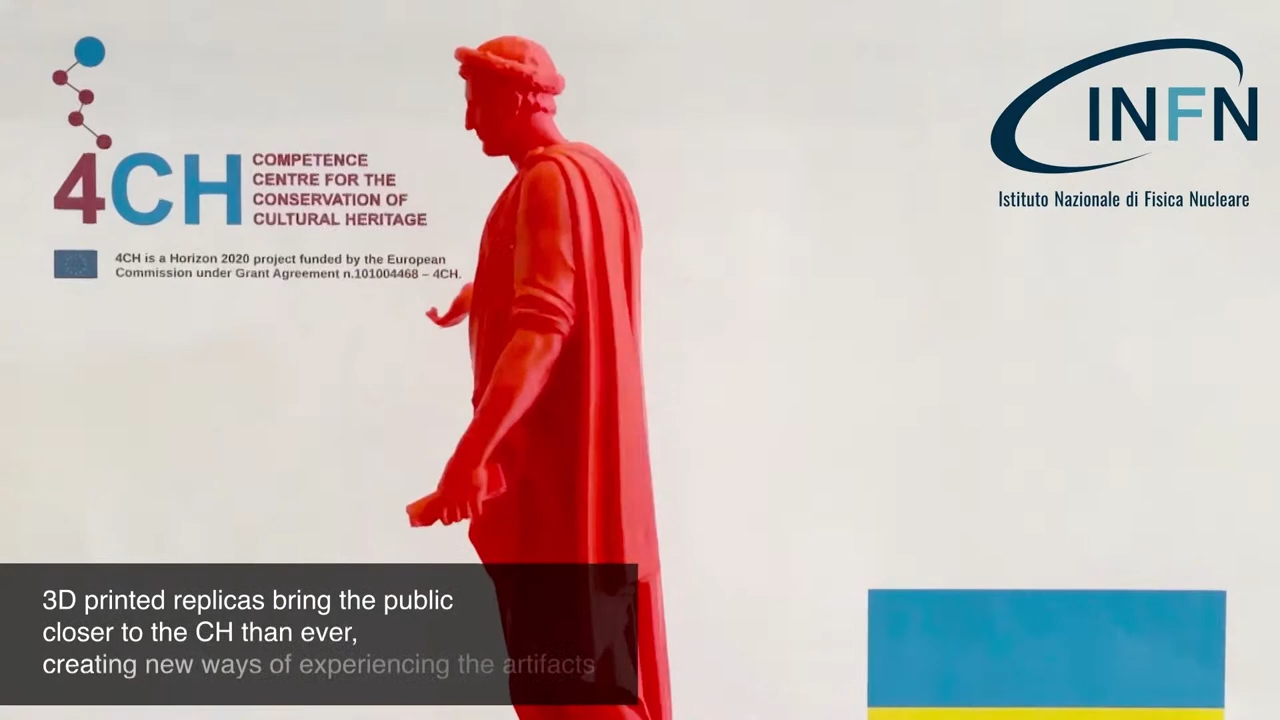 4CH
COMPETENCE
CENTRE FOR THE
CONSERVATION OF
CULTURAL HERITAGE
4CH is a Horizon 2020 project funded by the European
Commission under Grant Agreement n.101004468 – 4CH.
INFN
Istituto Nazionale di Fisica Nucleare
3D printed replicas bring the public
closer to the CH than ever,
creating new ways of experiencing the artifacts